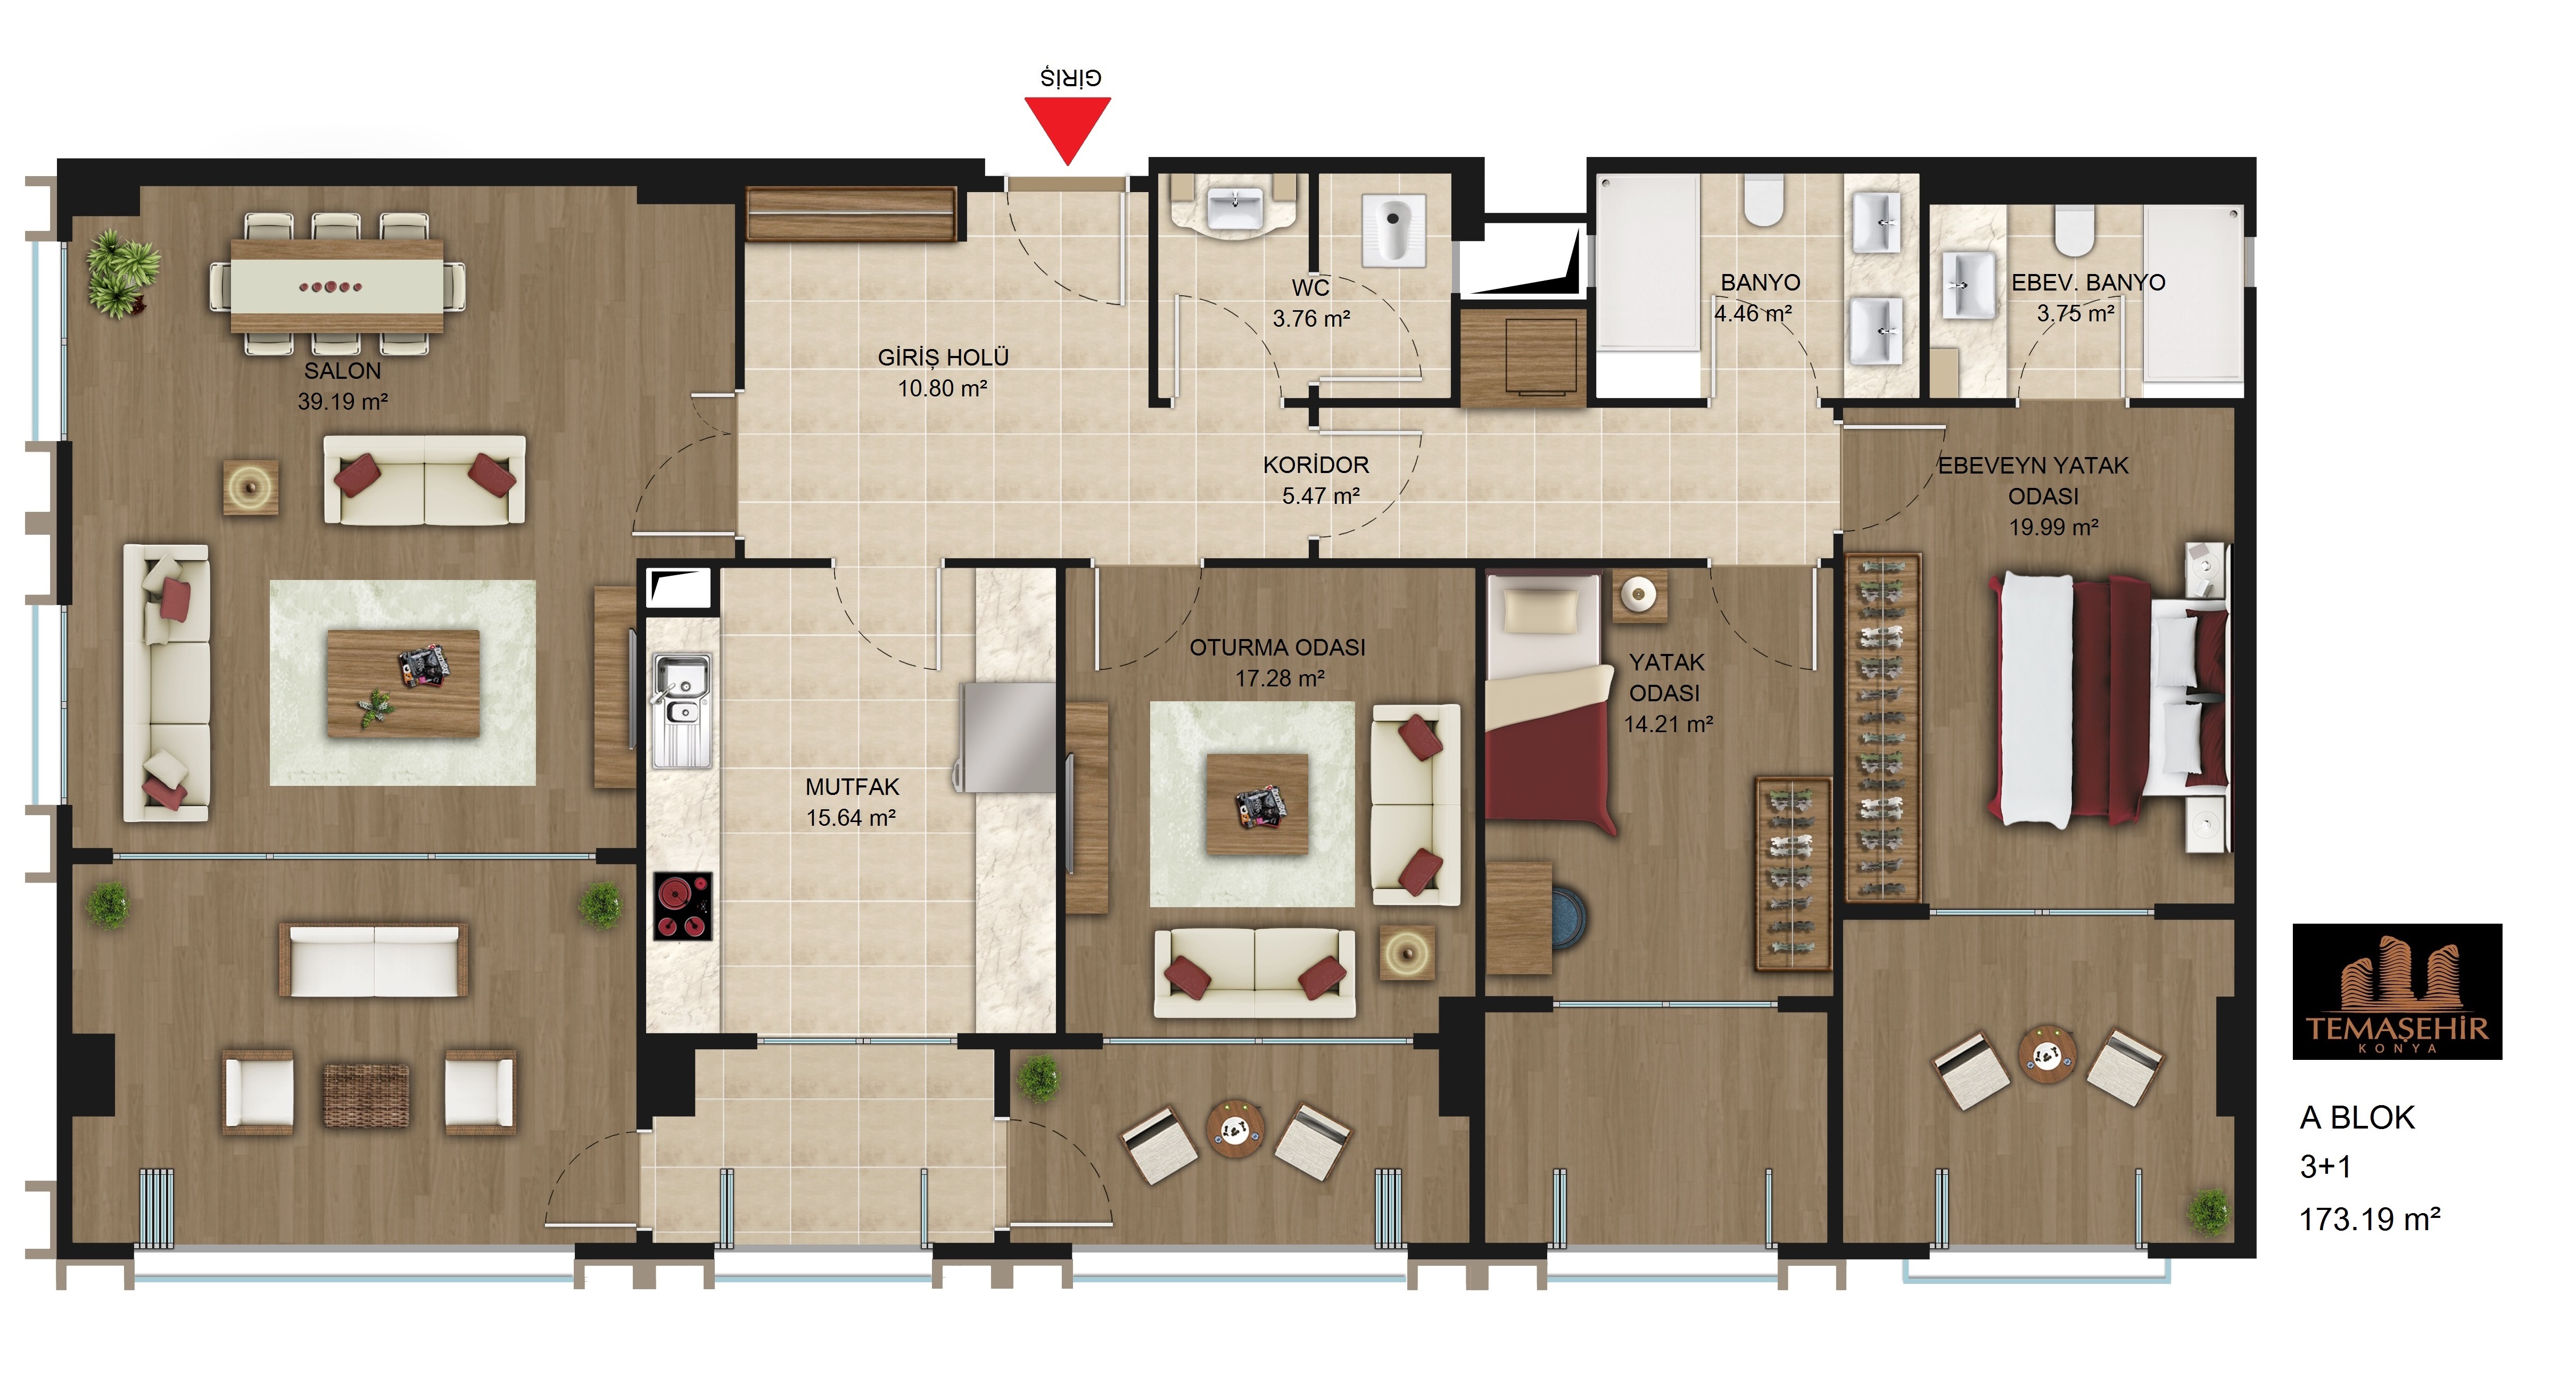 GİRİŞ
SALON
39.19 m²
GİRİŞ HOLÜ
10.80 m²
WC
3.76 m²
BANYO
4.46 m²
EBEV. BANYO
3.75 m²
KORİDOR
5.47 m²
EBEVEYN YATAK
ODASI
19.99 m²
MUTFAK
15.64 m²
OTURMA ODASI
17.28 m²
YATAK
ODASI
14.21 m²
TEMAŞEHİR
KONYA
A BLOK
3+1
173.19 m²